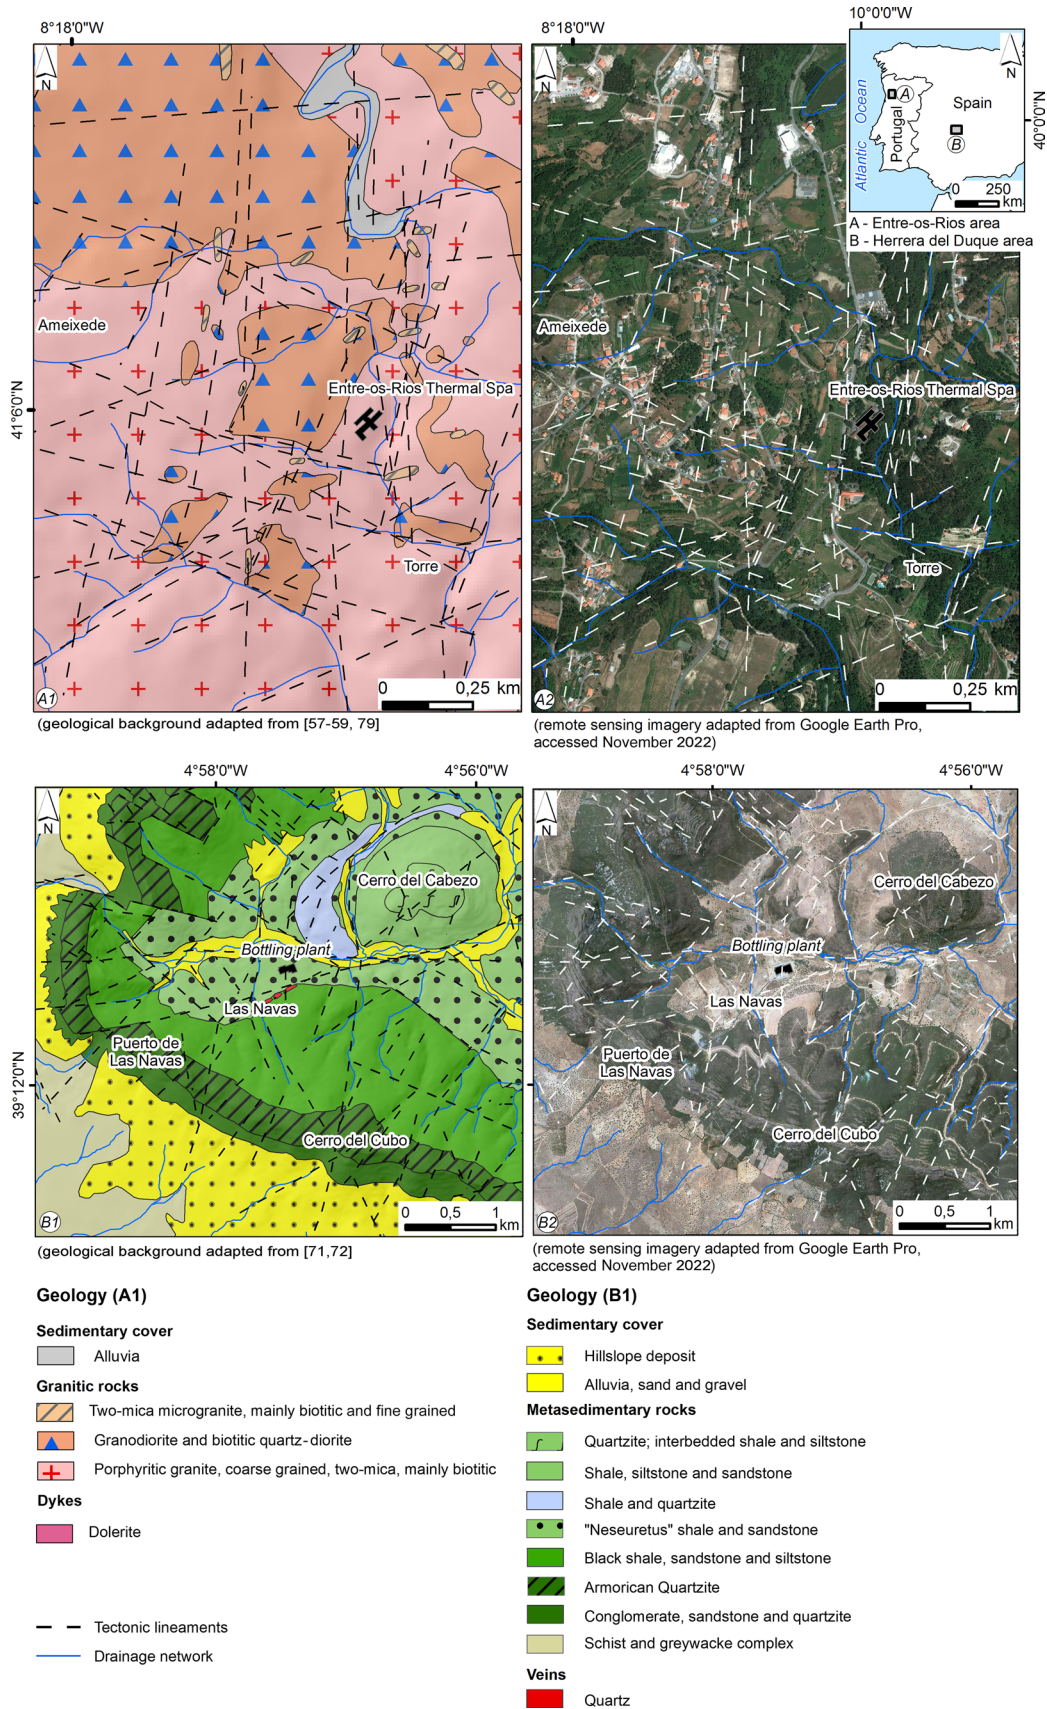 8°18'0"W
8°18'0"W
10°0'0"W
N
N
N
Atlantic Ocean
Portugal
Spain
A
B
0 250
km
40°0'0"N
A - Entre-os-Rios area
B - Herrera del Duque area
Ameixede
Ameixede
Entre-os-Rios Thermal Spa
Entre-os-Rios Thermal Spa
41°6'0"N
Torre
Torre
A1
0 0,25 km
A2
0 0,25 km
(geological background adapted from [57-59, 79)
(remote sensing imagery adapted from Google Earth Pro,
accessed November 2022)
4°58'0"W 4°56'0"W
4°58'0"W 4°56'0"W
N
N
Cerro del Cabezo
Cerro del Cabezo
Bottling plant
Bottling plant
Las Navas
Las Navas
Puerto de
Las Navas
Puerto de
Las Navas
39°12'0"N
Cerro del Cubo
Cerro del Cubo
B1
0 0,5 1
km
B2
0 0,5 1
km
(geological background adapted from [71,72]
(remote sensing imagery adapted from Google Earth Pro,
accessed November 2022)
Geology (A1)
Sedimentary cover
Alluvia
Granitic rocks
Two-mica microgranite, mainly biotitic and fine grained
Granodiorite and biotitic quartz-diorite
Porphyritic granite, coarse grained, two-mica, mainly biotitic
Dykes
Dolerite
Tectonic lineaments
Drainage network
Geology (B1)
Sedimentary cover
Hillslope deposit
Alluvia, sand and gravel
Metasedimentary rocks
Quartzite; interbedded shale and siltstone
Shale, siltstone and sandstone
Shale and quartzite
"Neseuretus" shale and sandstone
Black shale, sandstone and siltstone
Armorican Quartzite
Conglomerate, sandstone and quartzite
Schist and greywacke complex
Veins
Quartz